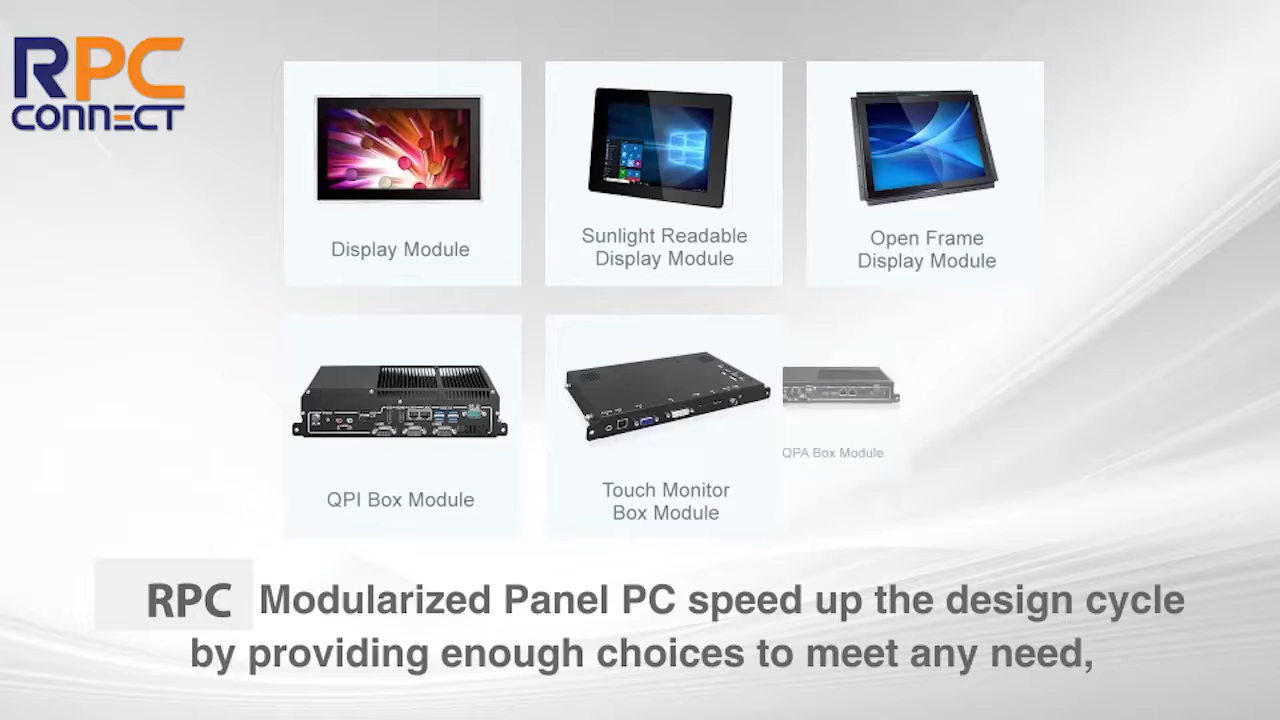 RPC
CONNECT
Display Module
Sunlight Readable
Display Module
Open Frame
Display Module
QPI Box Module
Touch Monitor
Box Module
QPA Box Module
RPC Modularized Panel PC speed up the design cycle
by providing enough choices to meet any need,